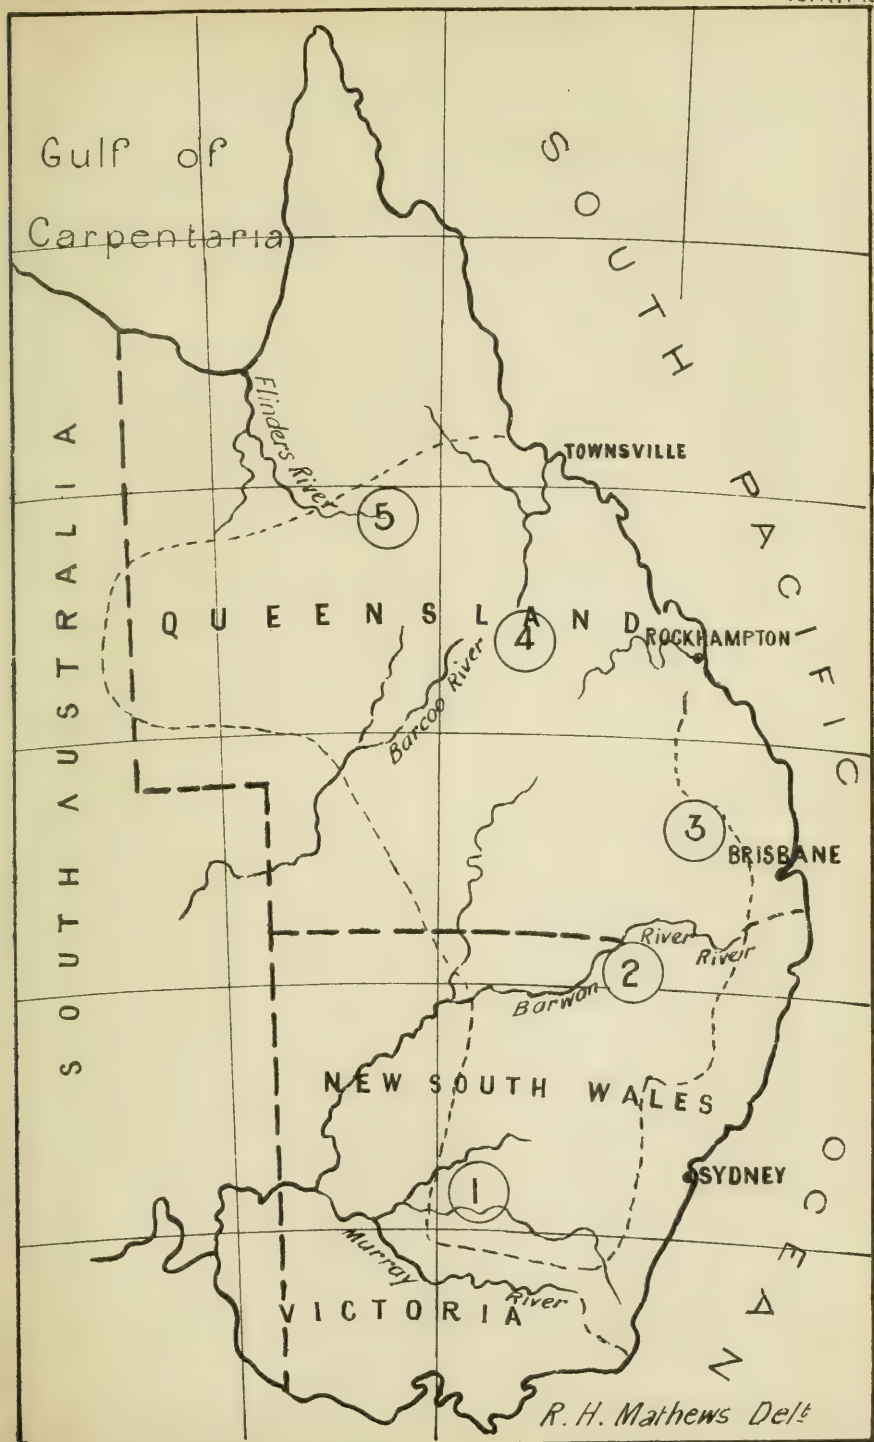 Gulf of
Carpentaria
SOUTH PACIFIC OCEAN
Flinders River
TOWNSVILLE
5
SOUTH AUSTRALIA
QUEENSLAND
4
ROCKHAMPTON
Barcoo River
3
BRISBANE
River
River
2
Barwon
NEW SOUTH WALES
1
SYDNEY
Murray River
VICTORIA
R. H. Mathews Delt